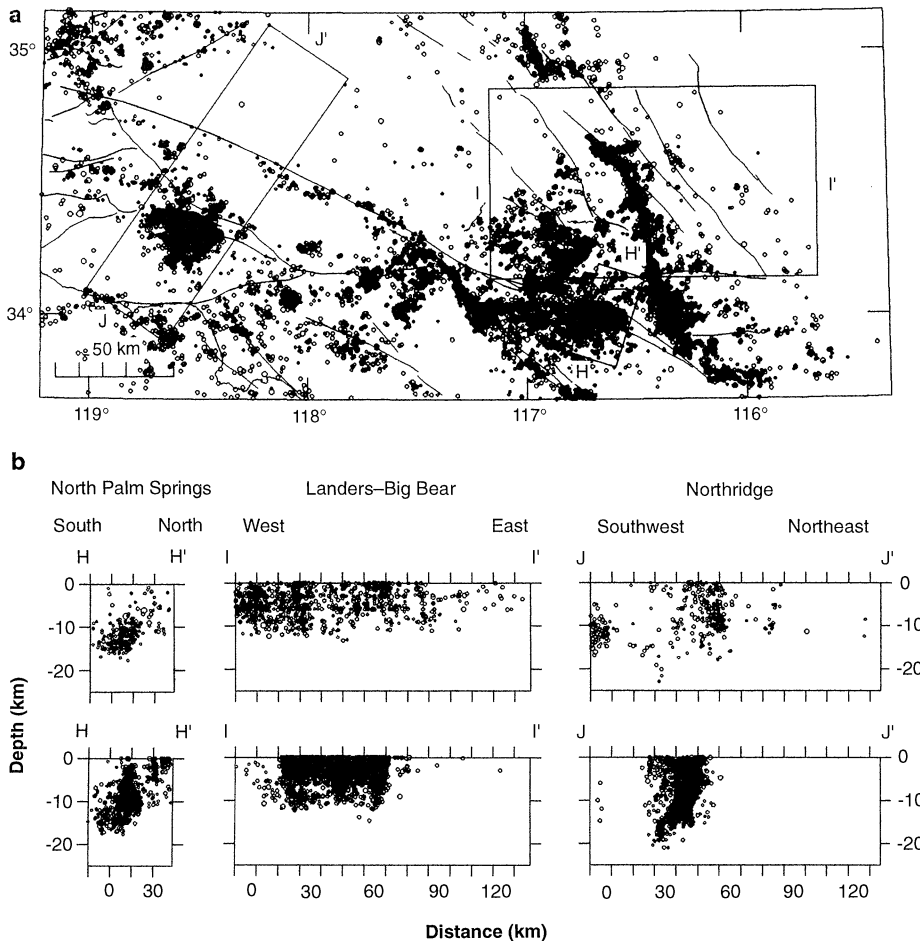 a
35°
J'
I
I'
H'
34°
J
50 km
H
119°
118°
117°
116°
b
North Palm Springs
Landers–Big Bear
Northridge
South
North
West
East
Southwest
Northeast
H
H'
I
I'
J
J'
0
-10
-20
0
-10
-20
H
H'
I
I'
J
J'
0
-10
-20
0
-10
-20
Depth (km)
0
30
0
30
60
90
120
0
30
60
90
120
Distance (km)